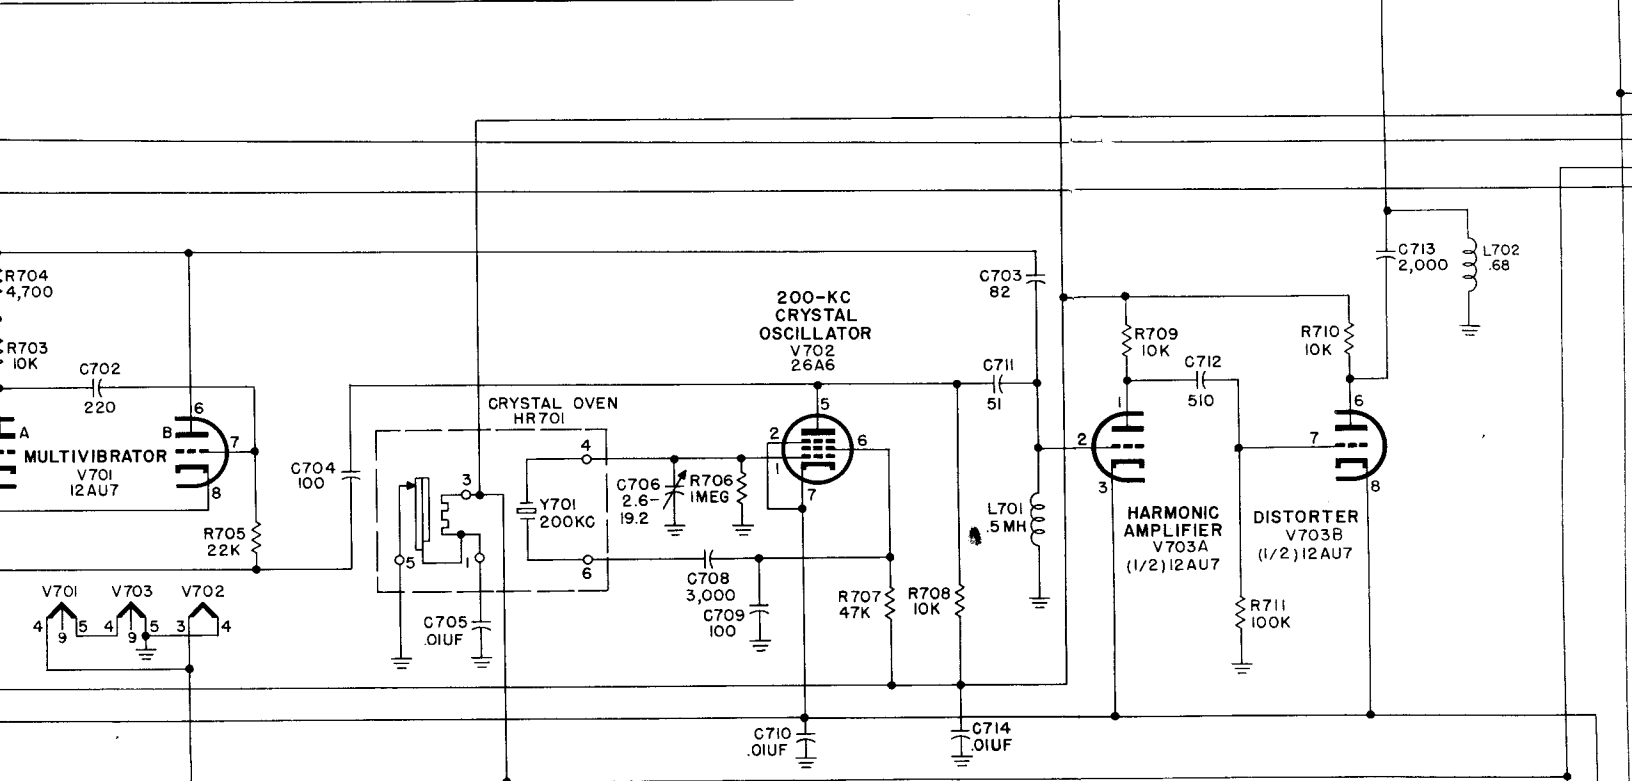 R704
4,700
R703
10K
C702
220
A
MULTIVIBRATOR
V701
12AU7
B
6
7
8
R705
22K
C704
100
V701
V703
V702
4
9
5
4
9
5
3
4
CRYSTAL OVEN
HR701
3
5
1
4
6
Y701
200KC
C705
.01UF
C706
2.6-
19.2
R706
1MEG
200-KC
CRYSTAL
OSCILLATOR
V702
26A6
5
2
1
6
7
C708
3,000
C709
100
R707
47K
R708
10K
C710
.01UF
C714
.01UF
C703
82
C711
51
L701
.5MH
R709
10K
C712
510
1
2
3
HARMONIC
AMPLIFIER
V703A
(1/2)12AU7
R710
10K
6
7
8
DISTORTER
V703B
(1/2)12AU7
R711
100K
C713
2,000
L702
.68